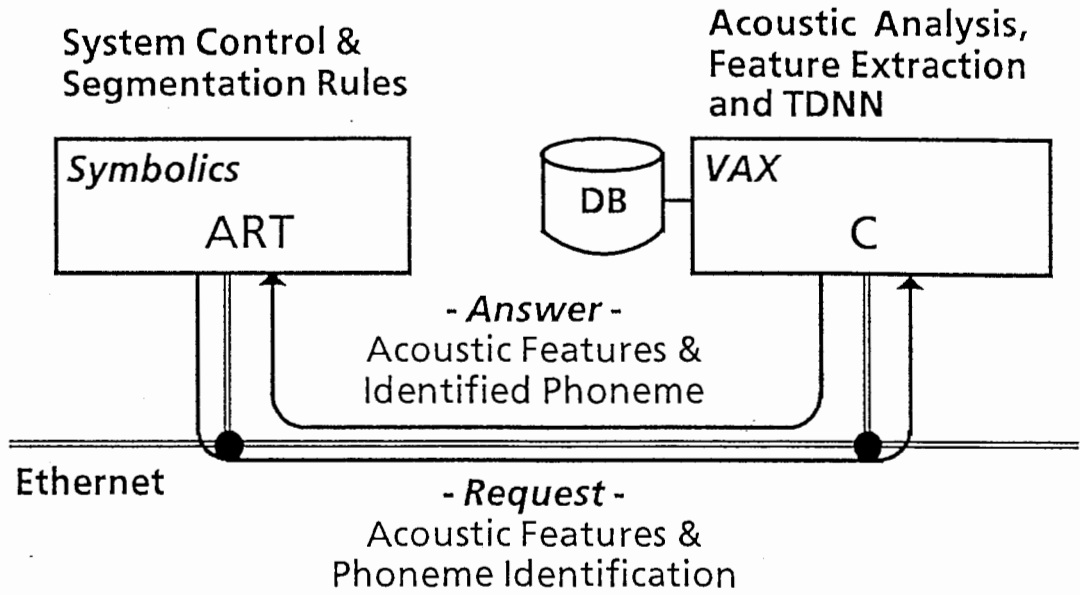 System Control &
Segmentation Rules
Acoustic Analysis,
Feature Extraction
and TDNN
Symbolics
ART
DB
VAX
C
- Answer -
Acoustic Features &
Identified Phoneme
Ethernet
- Request -
Acoustic Features &
Phoneme Identification